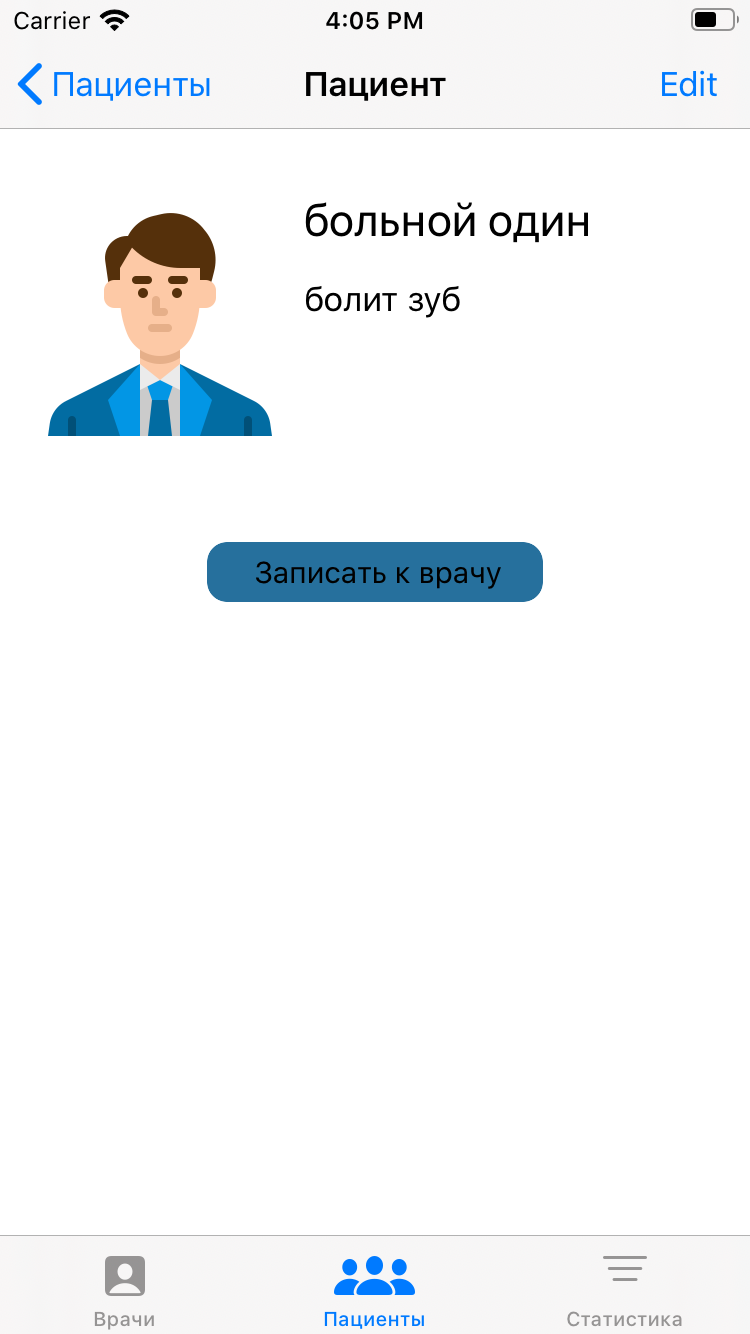 Carrier 4:05 PM
Пациенты Пациент Edit
больной один
болит зуб
Записать к врачу
Врачи Пациенты Статистика